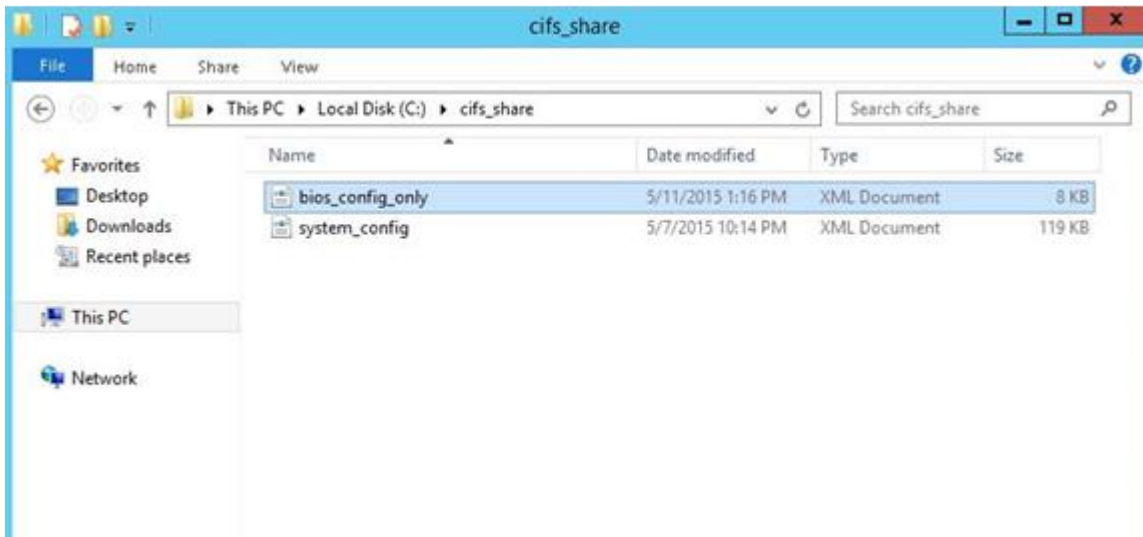 cifs_share
File Home Share View
This PC Local Disk (C:) cifs_share Search cifs_share
Name Date modified Type Size
Favorites
Desktop
Downloads
Recent places
bios_config_only 5/11/2015 1:16 PM XML Document 8 KB
system_config 5/7/2015 10:14 PM XML Document 119 KB
This PC
Network